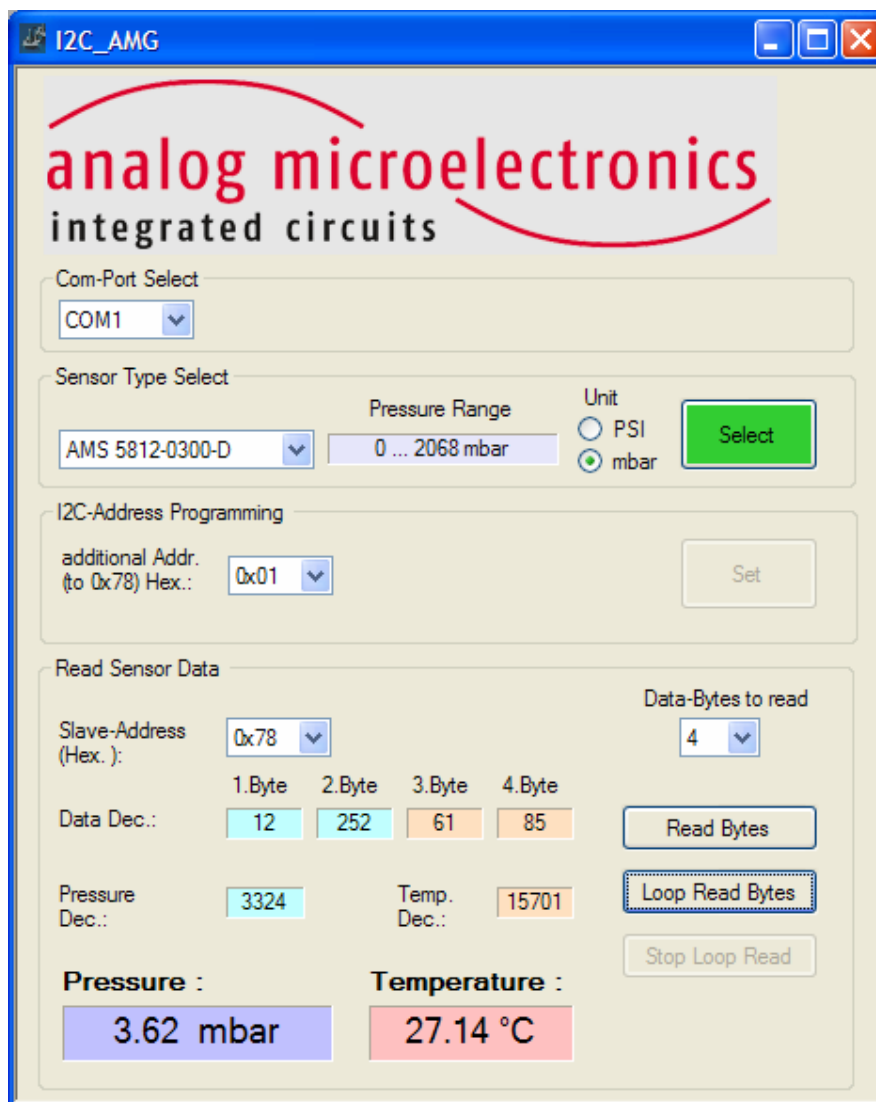 I2C_AMG
analog microelectronics
integrated circuits
Com-Port Select
COM1
Sensor Type Select
Pressure Range
Unit
AMS 5812-0300-D
0 ... 2068 mbar
PSI
mbar
Select
I2C-Address Programming
additional Addr.
(to 0x78) Hex.:
0x01
Set
Read Sensor Data
Data-Bytes to read
Slave-Address
(Hex. ):
0x78
4
1.Byte 2.Byte 3.Byte 4.Byte
Data Dec.: 12 252 61 85
Read Bytes
Pressure
Dec.:
3324
Temp.
Dec.:
15701
Loop Read Bytes
Stop Loop Read
Pressure : Temperature :
3.62 mbar 27.14 °C